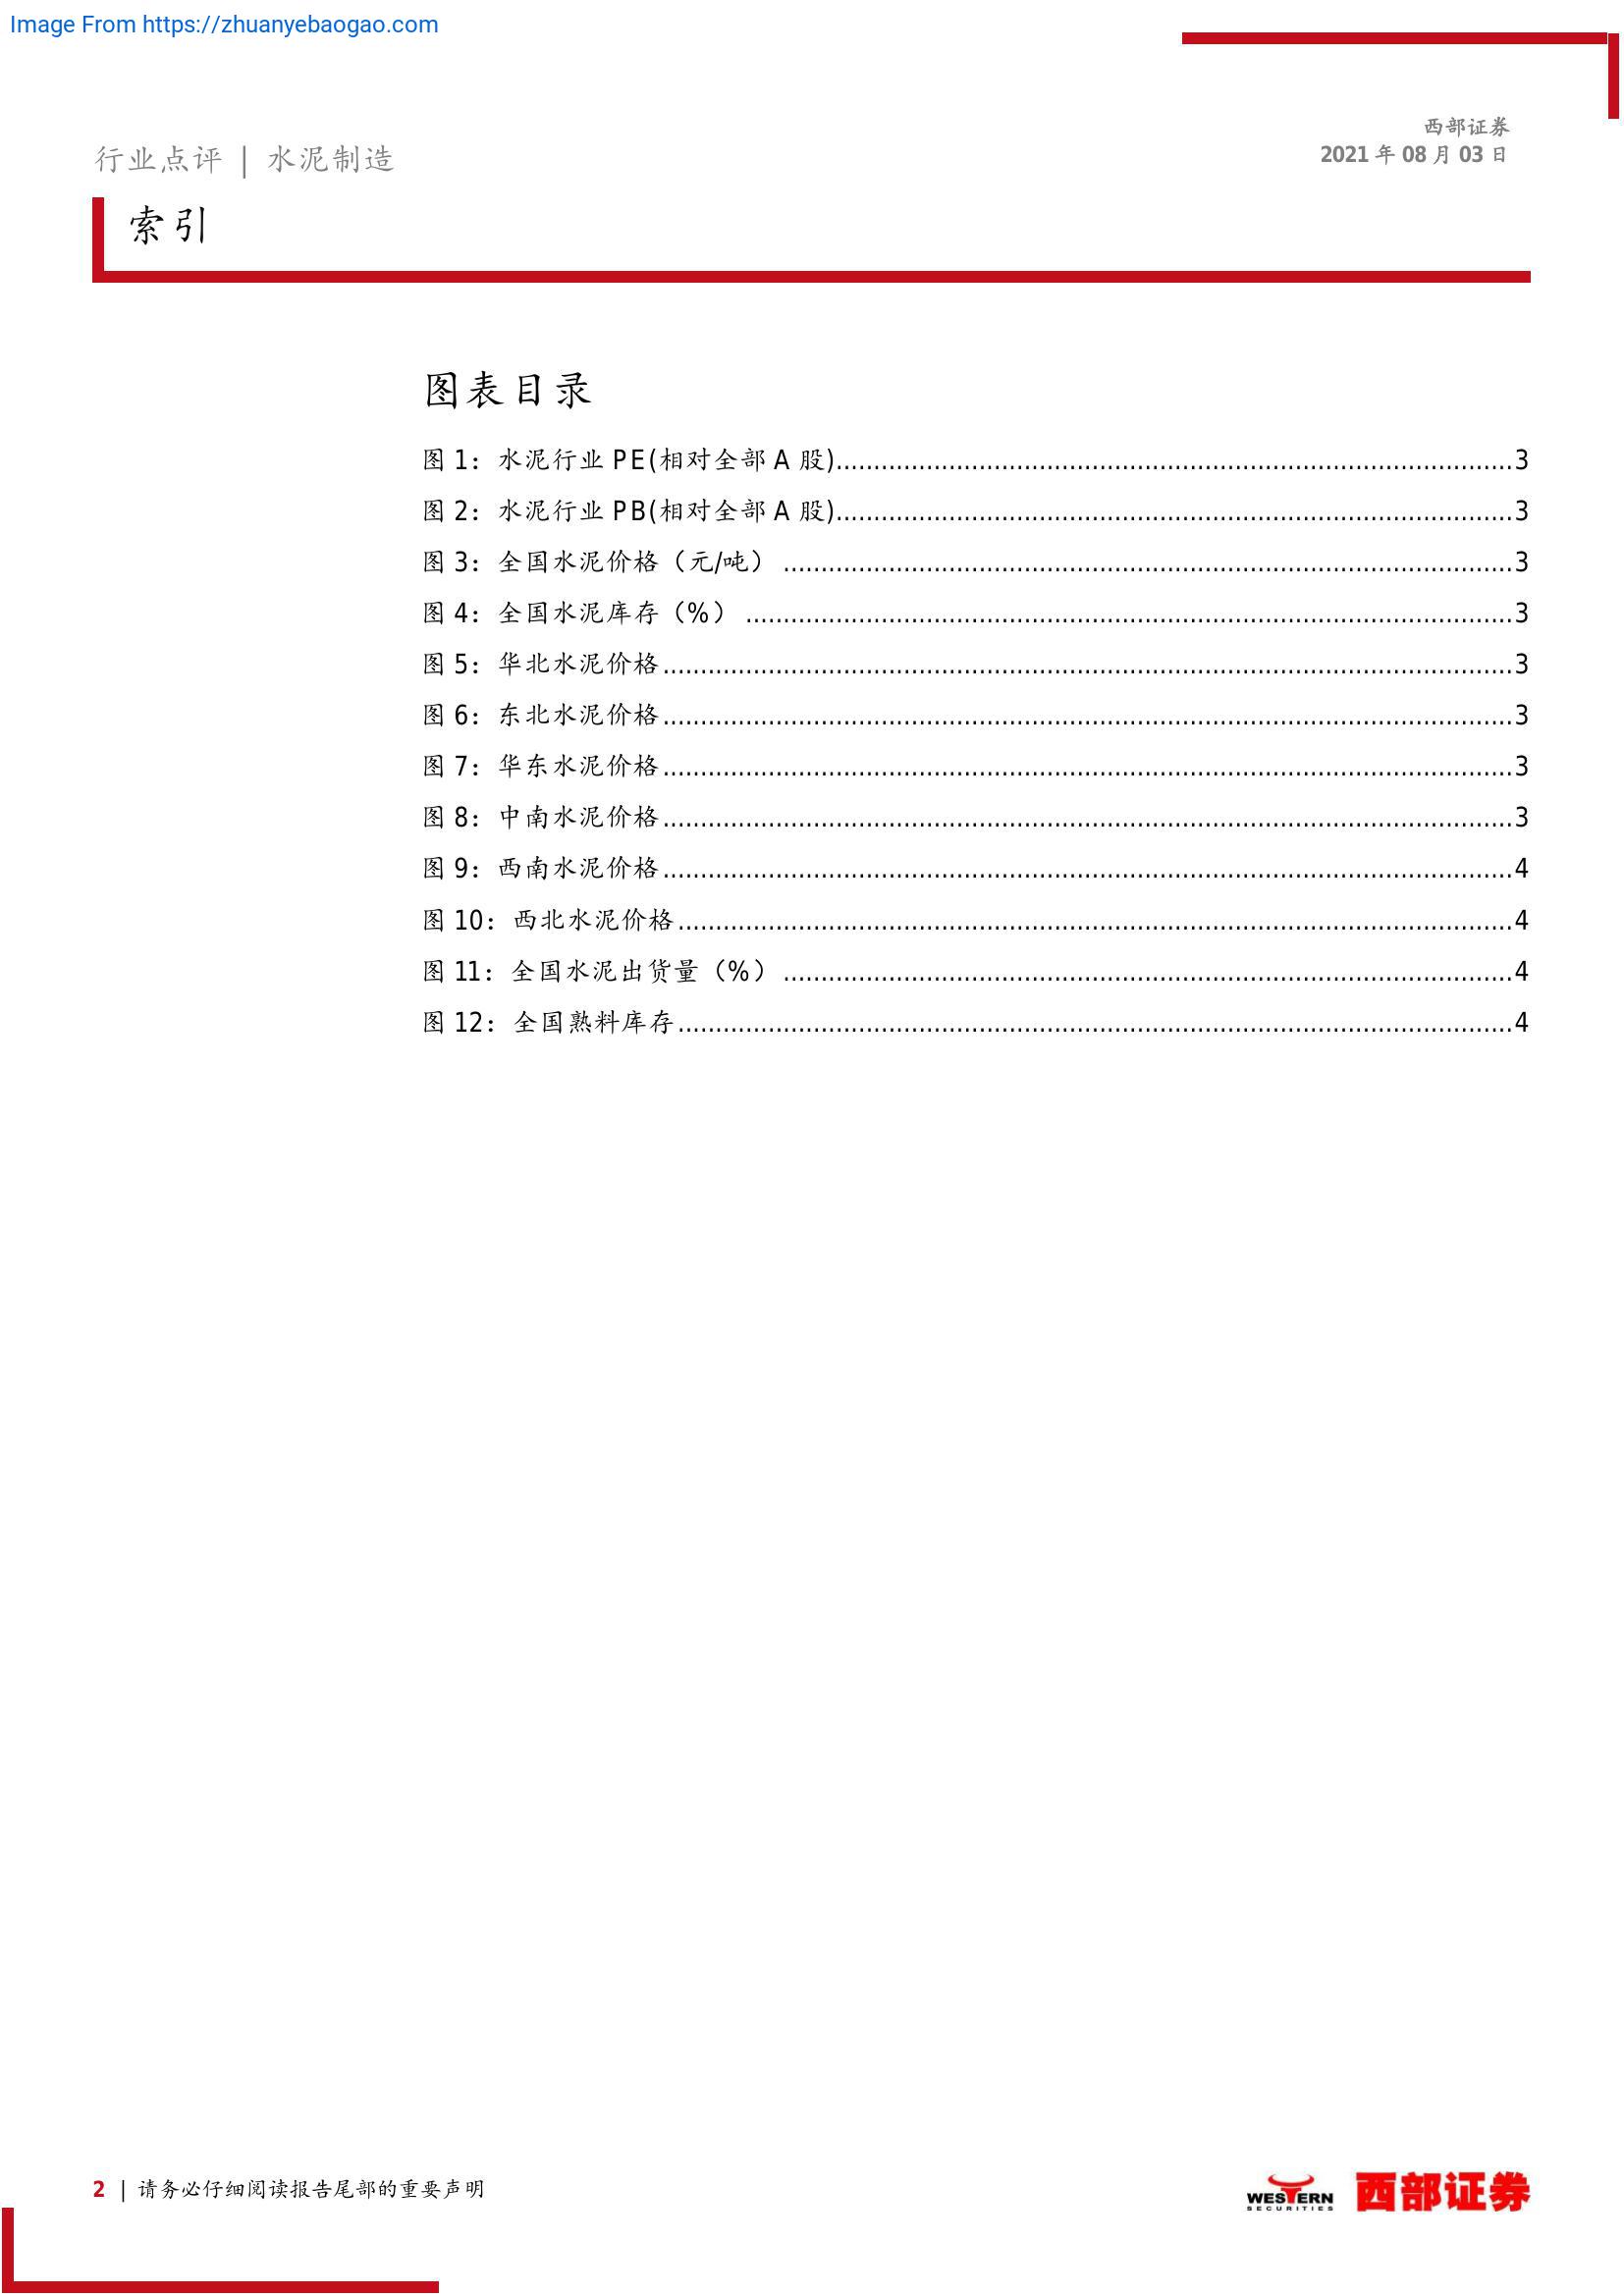 Image From https://zhuanyebaogao.com
西部证券
2021 年 08 月 03 日
行业点评 | 水泥制造
索引
图表目录
图 1：水泥行业 PE(相对全部 A 股)........................................3
图 2：水泥行业 PB(相对全部 A 股)........................................3
图 3：全国水泥价格（元/吨） ........................................3
图 4：全国水泥库存（%） ........................................3
图 5：华北水泥价格........................................3
图 6：东北水泥价格........................................3
图 7：华东水泥价格........................................3
图 8：中南水泥价格........................................3
图 9：西南水泥价格........................................4
图 10：西北水泥价格........................................4
图 11：全国水泥出货量（%） ........................................4
图 12：全国熟料库存........................................4
2 | 请务必仔细阅读报告尾部的重要声明
WESTERN
SECURITIES
西部证券